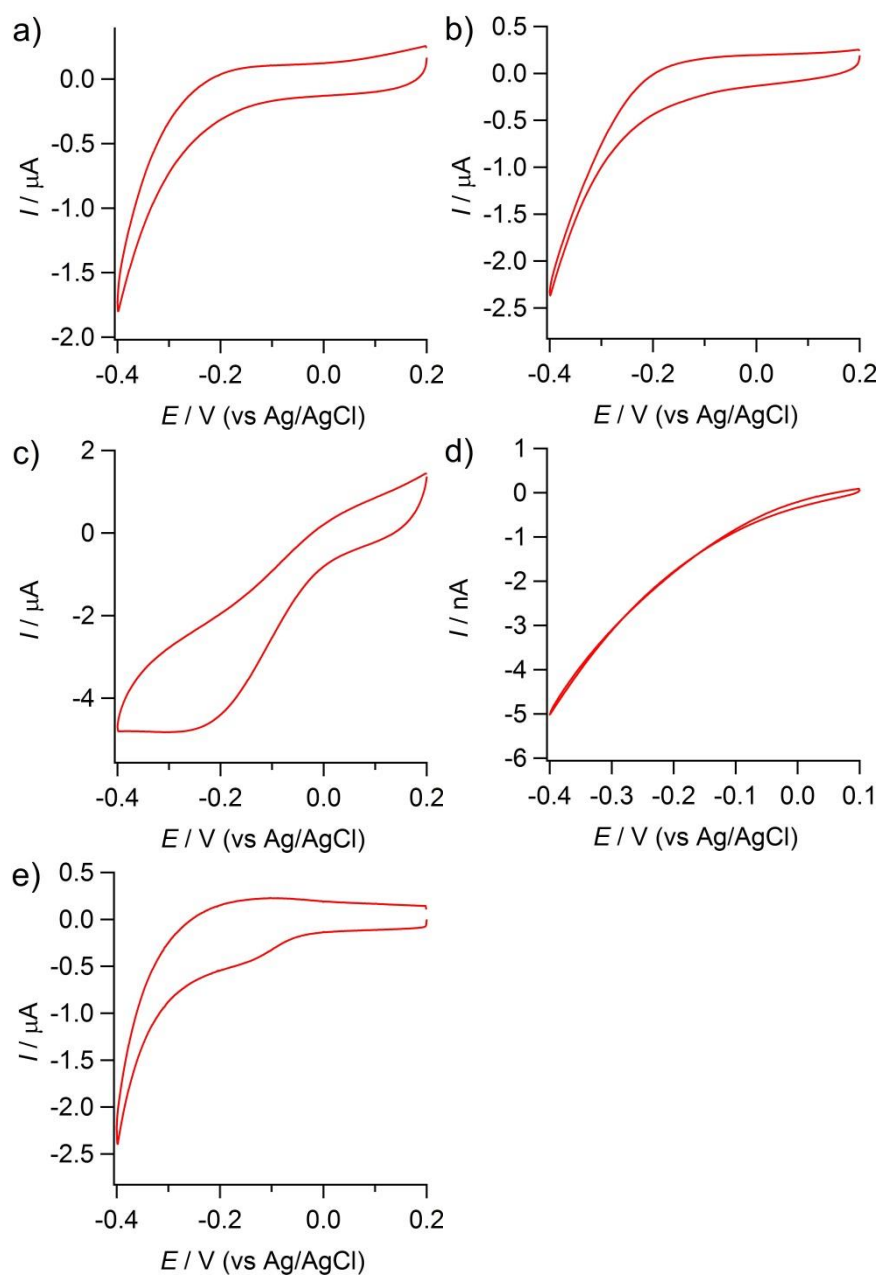 a)
0.0
-0.5
-1.0
-1.5
-2.0
I / μA
-0.4 -0.2 0.0 0.2
E / V (vs Ag/AgCl)
b)
0.5
0.0
-0.5
-1.0
-1.5
-2.0
-2.5
I / μA
-0.4 -0.2 0.0 0.2
E / V (vs Ag/AgCl)
c)
2
0
-2
-4
I / μA
-0.4 -0.2 0.0 0.2
E / V (vs Ag/AgCl)
d)
1
0
-1
-2
-3
-4
-5
-6
I / nA
-0.4 -0.3 -0.2 -0.1 0.0 0.1
E / V (vs Ag/AgCl)
e)
0.5
0.0
-0.5
-1.0
-1.5
-2.0
-2.5
I / μA
-0.4 -0.2 0.0 0.2
E / V (vs Ag/AgCl)